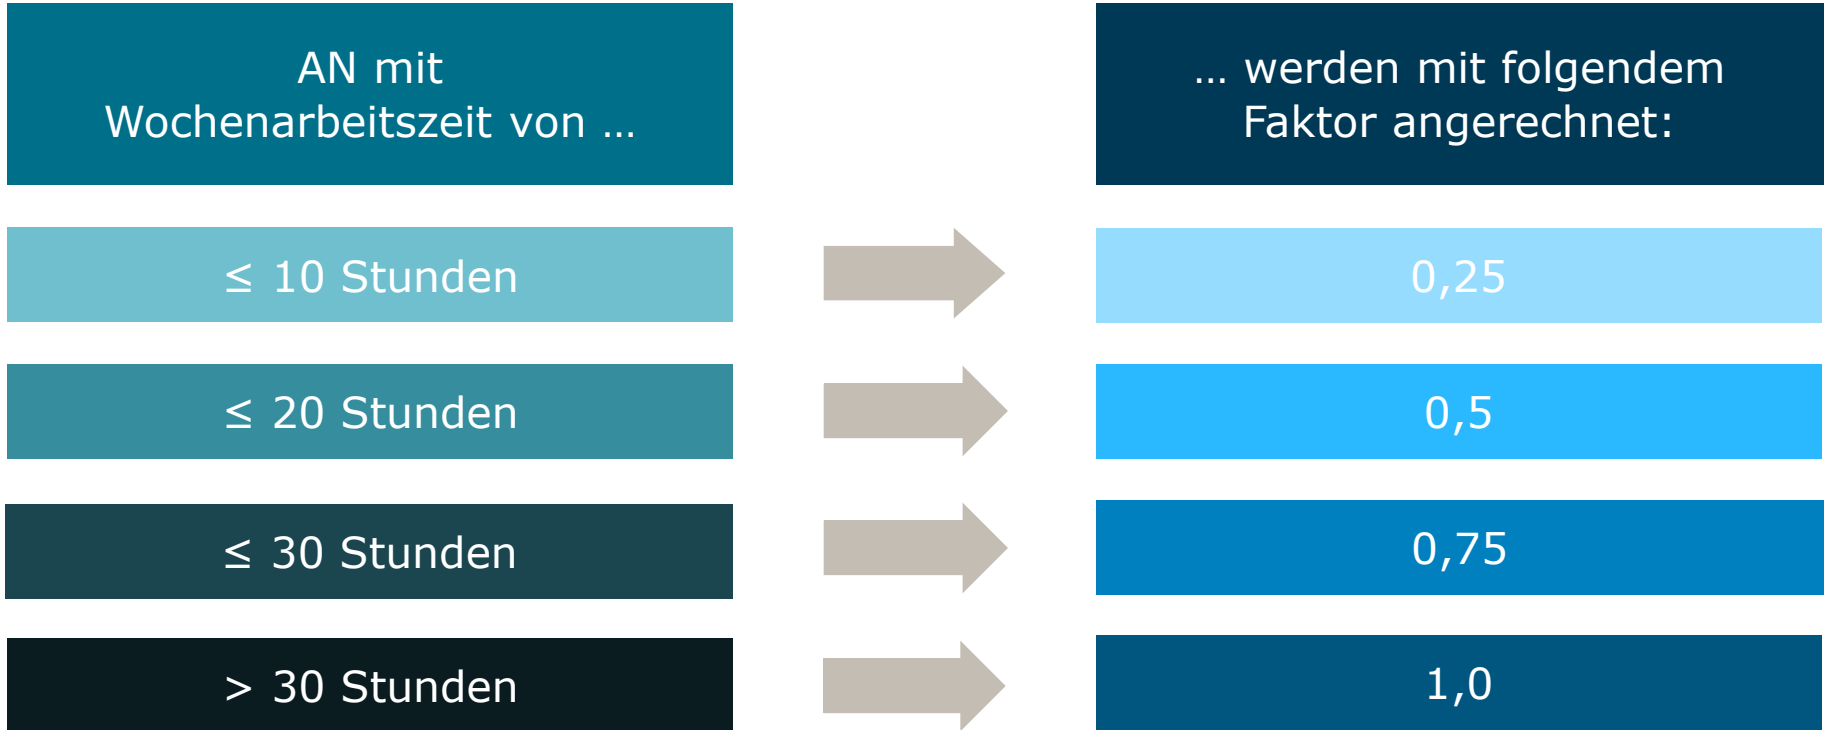 AN mit
Wochenarbeitszeit von …
… werden mit folgendem
Faktor angerechnet:
≤ 10 Stunden
0,25
≤ 20 Stunden
0,5
≤ 30 Stunden
0,75
> 30 Stunden
1,0